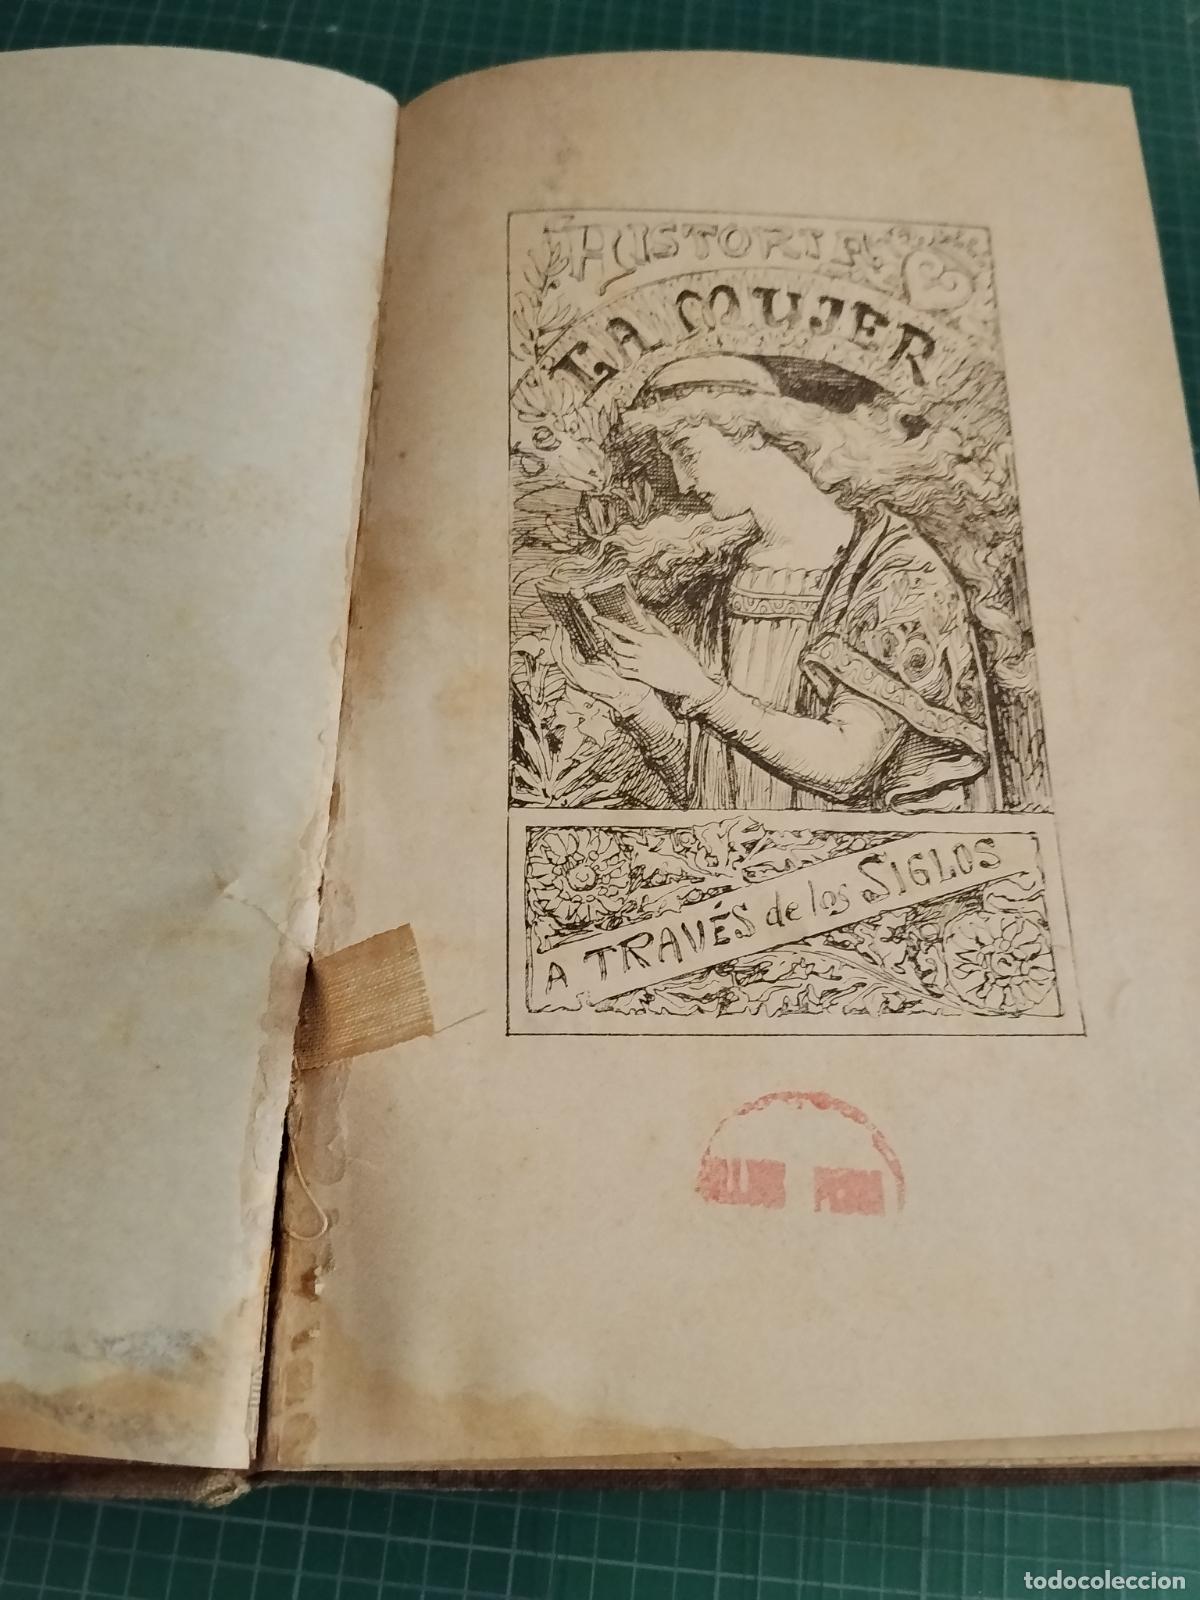 HISTORIA
DE
LA MUJER
A TRAVÉS de los SIGLOS
todocoleccion